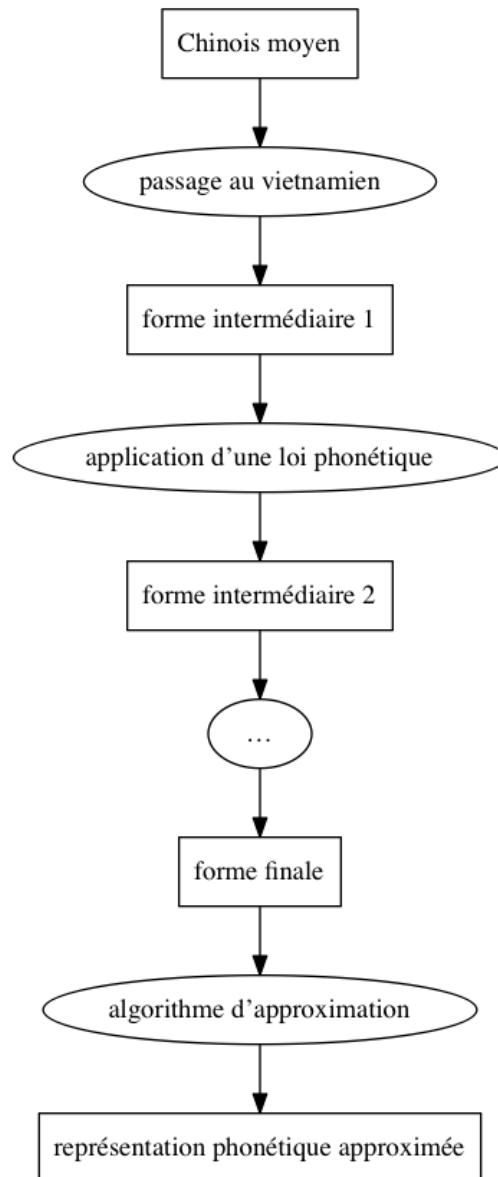 Chinois moyen
passage au vietnamien
forme intermédiaire 1
application d’une loi phonétique
forme intermédiaire 2
…
forme finale
algorithme d’approximation
représentation phonétique approximée